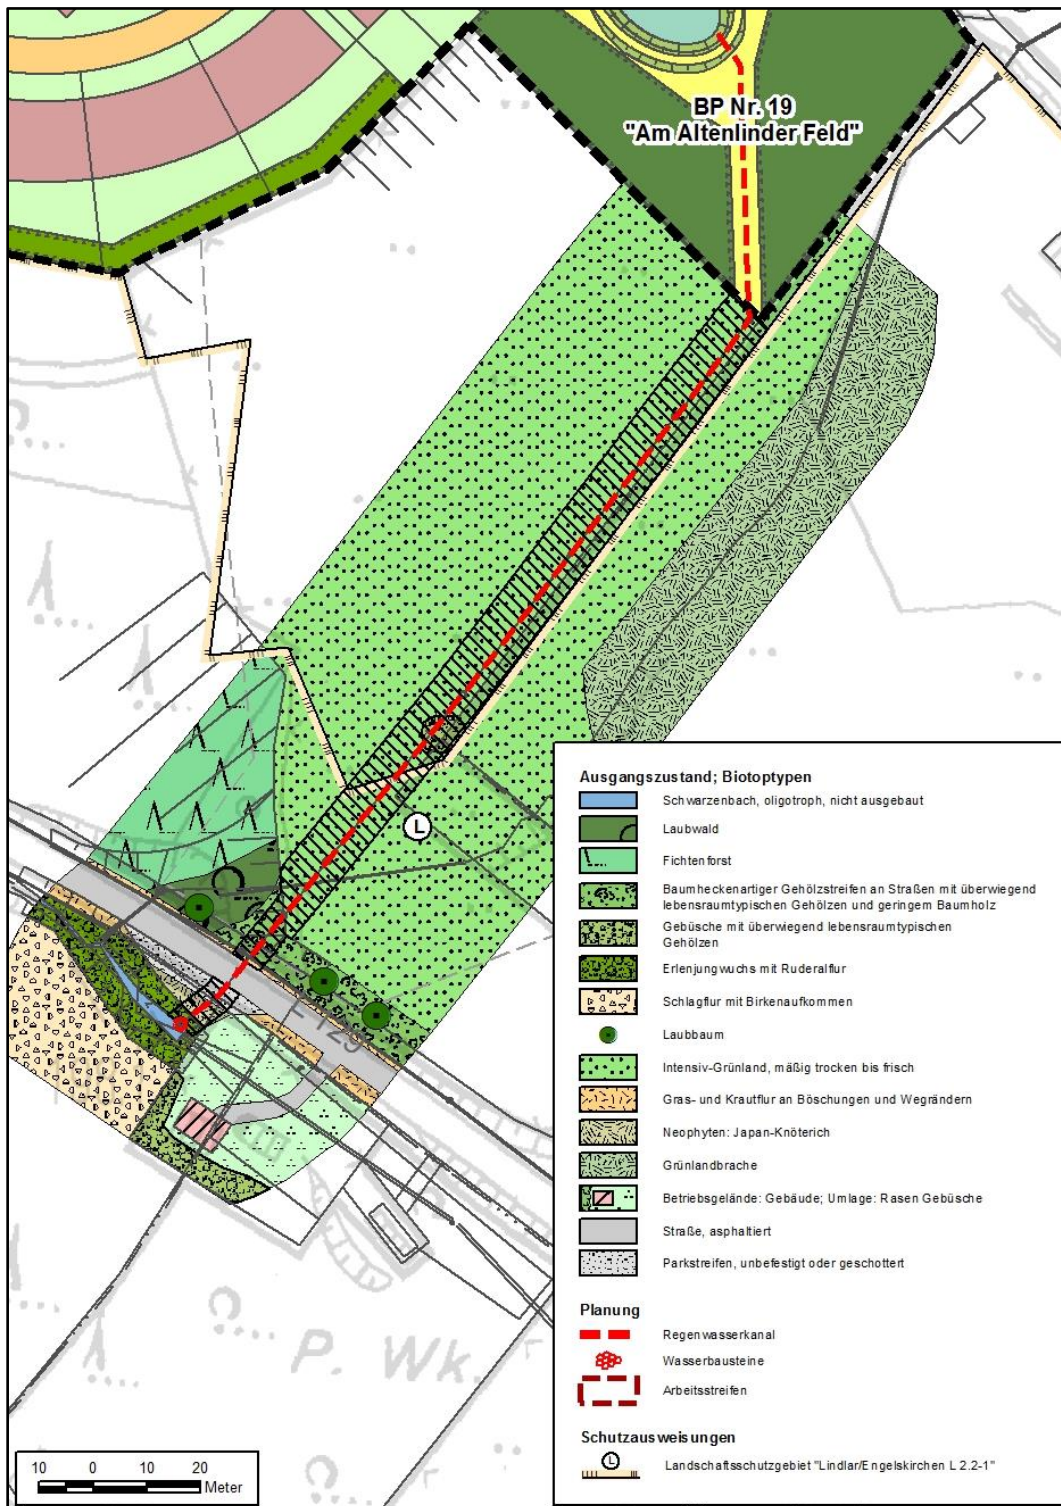 BP Nr. 19
"Am Altenlinder Feld"
L
L 129
P. Wk.
Ausgangszustand; Biotoptypen
Schwarzenbach, oligotroph, nicht ausgebaut
Laubwald
Fichtenforst
Baumheckenartiger Gehölzstreifen an Straßen mit überwiegend
lebensraumtypischen Gehölzen und geringem Baumholz
Gebüsche mit überwiegend lebensraumtypischen
Gehölzen
Erlenjungwuchs mit Ruderalflur
Schlagflur mit Birkenaufkommen
Laubbaum
Intensiv-Grünland, mäßig trocken bis frisch
Gras- und Krautflur an Böschungen und Wegrändern
Neophyten: Japan-Knöterich
Grünlandbrache
Betriebsgelände: Gebäude; Umlage: Rasen Gebüsche
Straße, asphaltiert
Parkstreifen, unbefestigt oder geschottert
Planung
Regenwasserkanal
Wasserbausteine
Arbeitsstreifen
Schutzausweisungen
L
Landschaftsschutzgebiet "Lindlar/Engelskirchen L 2.2-1"
10 0 10 20
Meter